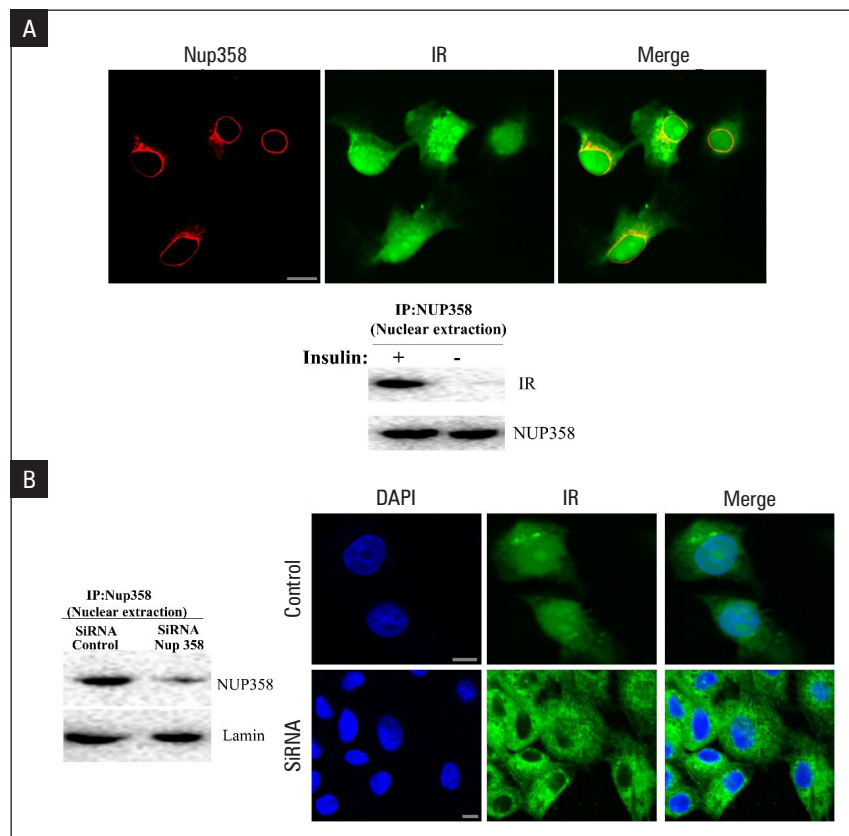 A
Nup358
IR
Merge
IP:NUP358
(Nuclear extraction)
Insulin: + -
IR
NUP358
B
DAPI
IR
Merge
Control
SiRNA
IP:Nup358
(Nuclear extraction)
SiRNA Control
SiRNA Nup 358
NUP358
Lamin